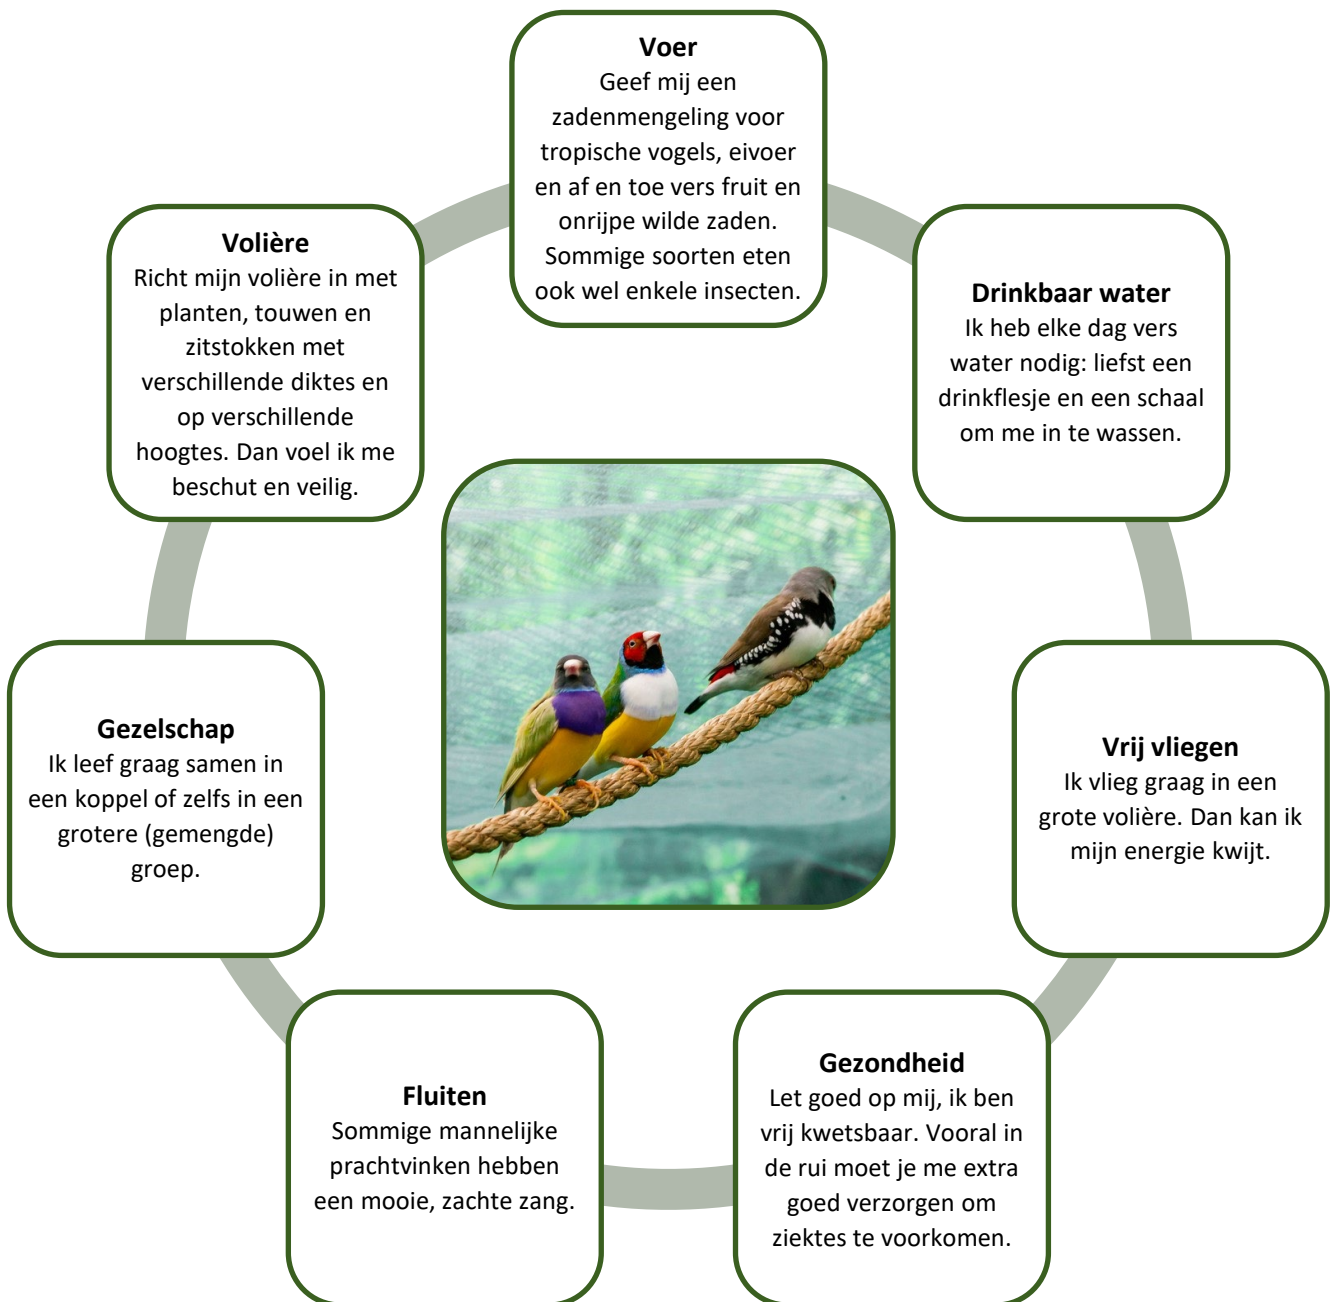 Voer
Geef mij een
zadenmengeling voor
tropische vogels, eivoer
en af en toe vers fruit en
onrijpe wilde zaden.
Sommige soorten eten
ook wel enkele insecten.
Drinkbaar water
Ik heb elke dag vers
water nodig: liefst een
drinkflesje en een schaal
om me in te wassen.
Vrij vliegen
Ik vlieg graag in een
grote volière. Dan kan ik
mijn energie kwijt.
Gezondheid
Let goed op mij, ik ben
vrij kwetsbaar. Vooral in
de rui moet je me extra
goed verzorgen om
ziektes te voorkomen.
Fluiten
Sommige mannelijke
prachtvinken hebben
een mooie, zachte zang.
Gezelschap
Ik leef graag samen in
een koppel of zelfs in een
grotere (gemengde)
groep.
Volière
Richt mijn volière in met
planten, touwen en
zitstokken met
verschillende diktes en
op verschillende
hoogtes. Dan voel ik me
beschut en veilig.